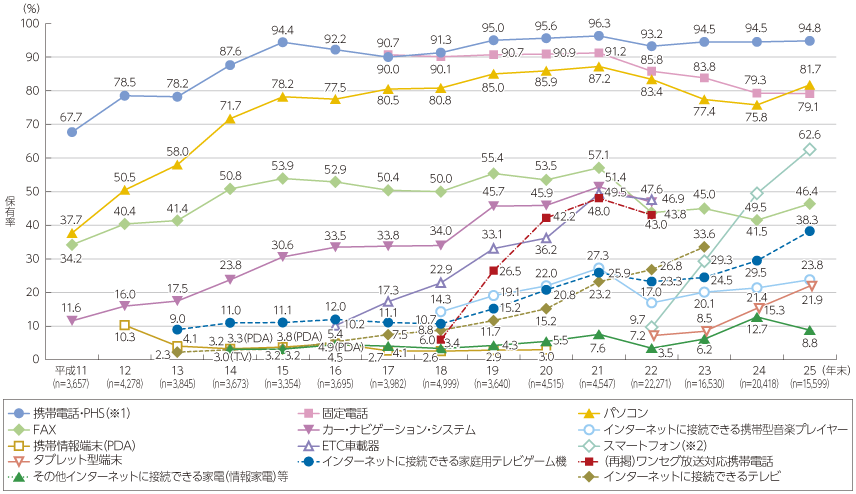 (%)
100
90
80
70
60
50
40
30
20
10
0
保有率
67.7 78.5 78.2 87.6 94.4 92.2 90.0 91.3 95.0 95.6 96.3 93.2 94.5 94.5 94.8
90.7 90.1 90.7 90.9 91.2 85.8 83.8 79.3 79.1
37.7 50.5 58.0 71.7 78.2 77.5 80.5 80.8 85.0 85.9 87.2 83.4 77.4 75.8 81.7
34.2 40.4 41.4 50.8 53.9 52.9 50.4 50.0 55.4 53.5 57.1 43.8 45.0 41.5 46.4
11.6 16.0 17.5 23.8 30.6 33.5 33.8 34.0 45.7 45.9 51.4 46.9
14.3 19.1 22.0 27.3 17.0 20.1 21.4 23.8
10.3 4.1 3.3(PDA) 3.8(PDA) 4.9(PDA) 2.7 2.6 2.9 3.0
10.2 17.3 22.9 33.1 36.2 49.5 47.6
9.7 29.3 49.5 62.6
7.2 8.5 15.3 21.9
9.0 11.0 11.1 12.0 11.1 10.7 15.2 20.8 25.9 23.3 24.5 29.5 38.3
6.0 26.5 42.2 48.0 43.0
3.2 3.2 4.5 4.1 3.4 4.3 5.5 7.6 3.5 6.2 12.7 8.8
2.3 3.0(TV) 3.2 5.4 7.5 8.8 11.7 15.2 23.2 26.8 33.6
平成11 12 13 14 15 16 17 18 19 20 21 22 23 24 25 (年末)
(n=3,657) (n=4,278) (n=3,845) (n=3,673) (n=3,354) (n=3,695) (n=3,982) (n=4,999) (n=3,640) (n=4,515) (n=4,547) (n=22,271) (n=16,530) (n=20,418) (n=15,599)
携帯電話・PHS(※1) 固定電話 パソコン
FAX カー・ナビゲーション・システム インターネットに接続できる携帯型音楽プレイヤー
携帯情報端末(PDA) ETC車載器 スマートフォン(※2)
タブレット型端末 インターネットに接続できる家庭用テレビゲーム機 (再掲)ワンセグ放送対応携帯電話
その他インターネットに接続できる家電(情報家電)等 インターネットに接続できるテレビ